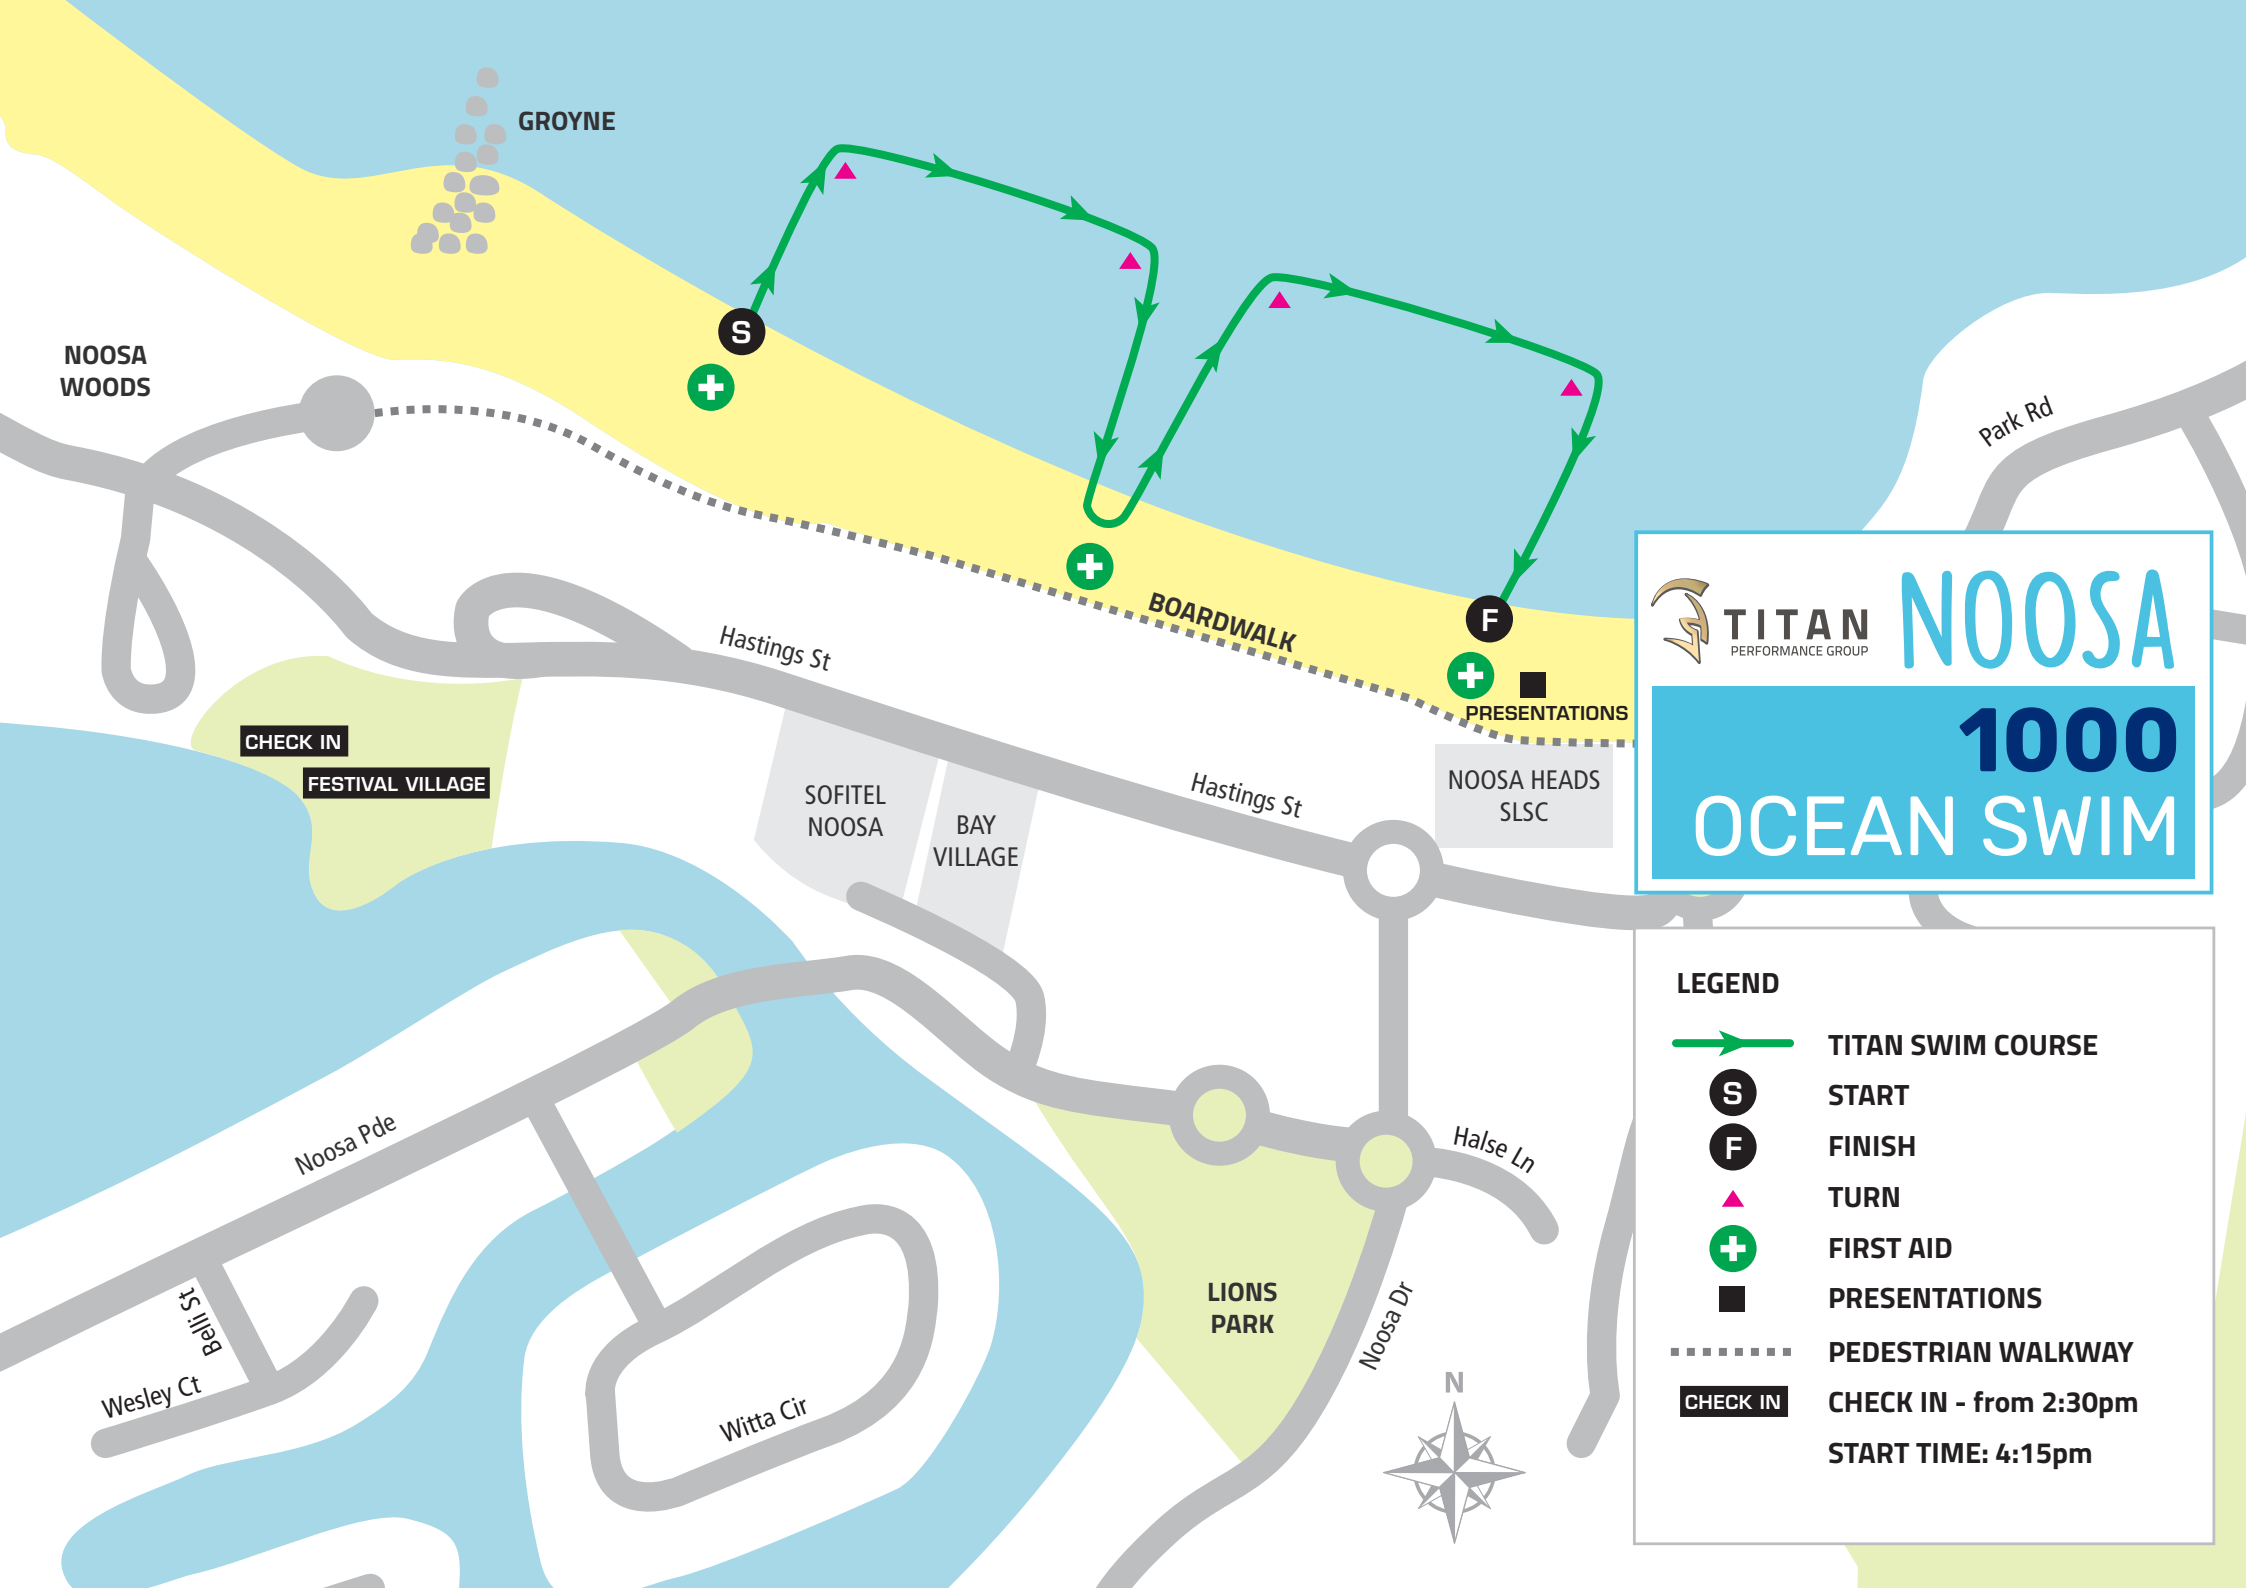 GROYNE
S
NOOSA
WOODS
Park Rd
BOARDWALK
F
Hastings St
PRESENTATIONS
CHECK IN
FESTIVAL VILLAGE
SOFITEL
NOOSA
BAY
VILLAGE
Hastings St
NOOSA HEADS
SLSC
TITAN
PERFORMANCE GROUP
NOOSA
1000
OCEAN SWIM
Noosa Pde
Halse Ln
Belli St
Wesley Ct
Witta Cir
LIONS
PARK
Noosa Dr
N
LEGEND
TITAN SWIM COURSE
S START
F FINISH
TURN
FIRST AID
PRESENTATIONS
PEDESTRIAN WALKWAY
CHECK IN CHECK IN - from 2:30pm
START TIME: 4:15pm